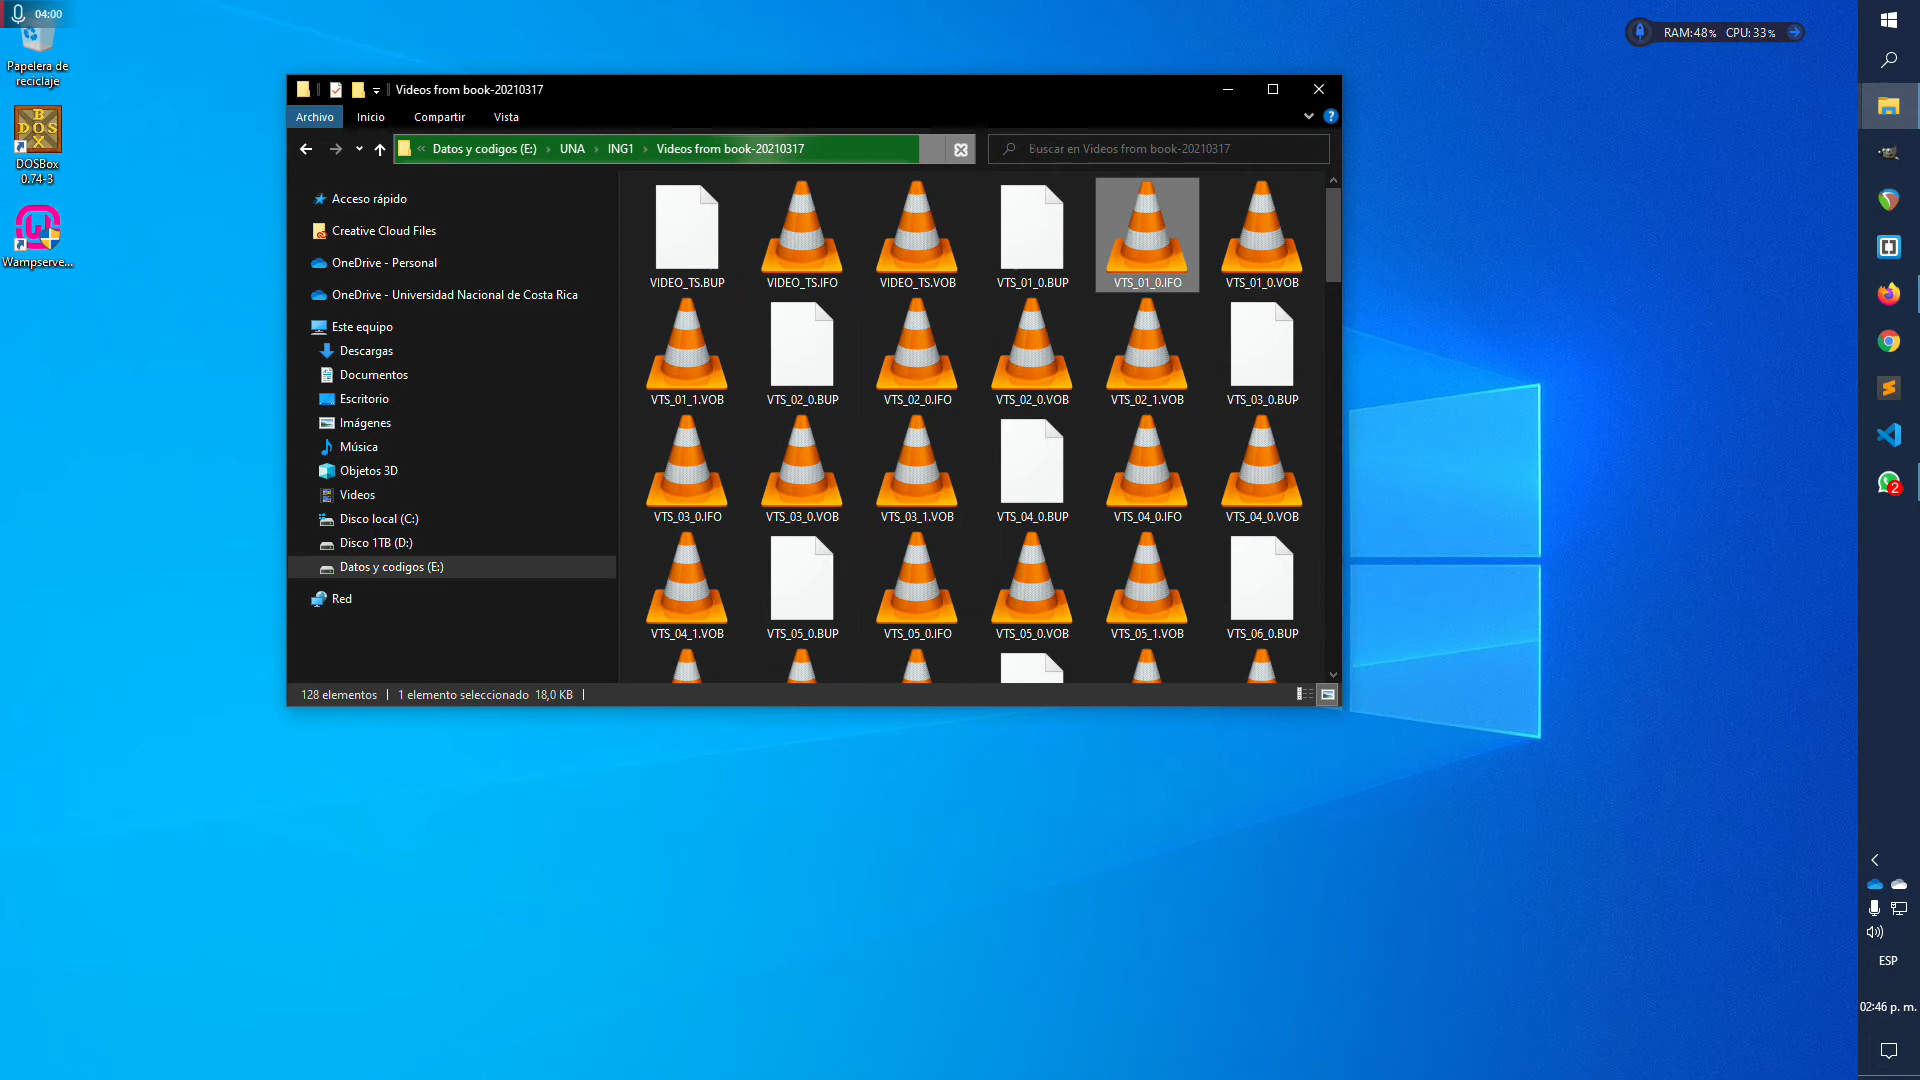 04:00
Papelera de
reciclaje
DOSBox
0.74-3
Wampserve...
RAM:48% CPU:33%
Videos from book-20210317
Archivo Inicio Compartir Vista
« Datos y codigos (E:) › UNA › ING1 › Videos from book-20210317
Buscar en Videos from book-20210317
Acceso rápido
Creative Cloud Files
OneDrive - Personal
OneDrive - Universidad Nacional de Costa Rica
Este equipo
Descargas
Documentos
Escritorio
Imágenes
Música
Objetos 3D
Videos
Disco local (C:)
Disco 1TB (D:)
Datos y codigos (E:)
Red
VIDEO_TS.BUP VIDEO_TS.IFO VIDEO_TS.VOB VTS_01_0.BUP VTS_01_0.IFO VTS_01_0.VOB
VTS_01_1.VOB VTS_02_0.BUP VTS_02_0.IFO VTS_02_0.VOB VTS_02_1.VOB VTS_03_0.BUP
VTS_03_0.IFO VTS_03_0.VOB VTS_03_1.VOB VTS_04_0.BUP VTS_04_0.IFO VTS_04_0.VOB
VTS_04_1.VOB VTS_05_0.BUP VTS_05_0.IFO VTS_05_0.VOB VTS_05_1.VOB VTS_06_0.BUP
128 elementos 1 elemento seleccionado 18,0 KB
2
ESP
02:46 p. m.